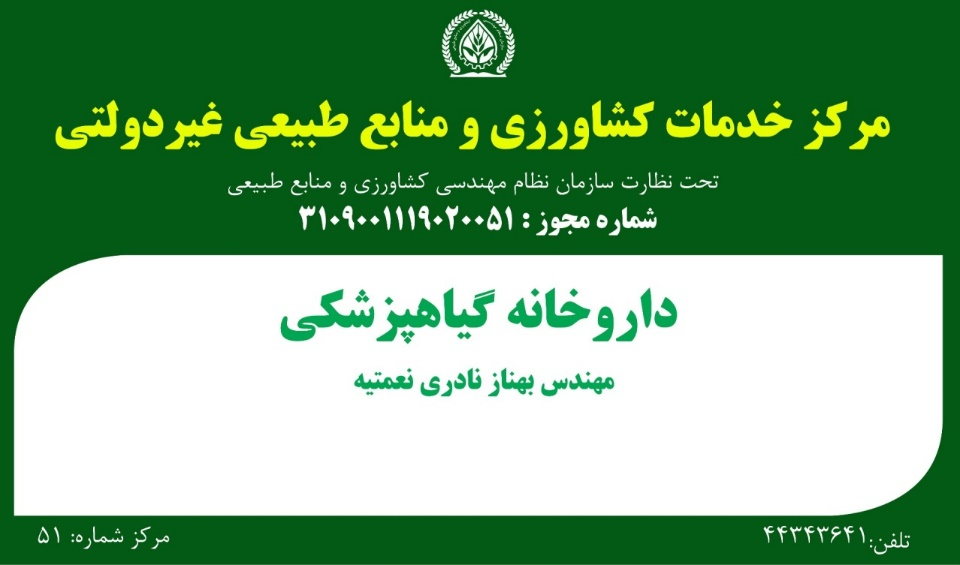 مرکز خدمات کشاورزی و منابع طبیعی غیردولتی
تحت نظارت سازمان نظام مهندسی کشاورزی و منابع طبیعی
شماره مجوز : ۳۱۰۹۰۰۱۱۱۹۰۲۰۰۵۱
داروخانه گیاهپزشکی
مهندس بهناز نادری نعمتیه
تلفن:۴۴۳۴۳۶۴۱
مرکز شماره: ۵۱